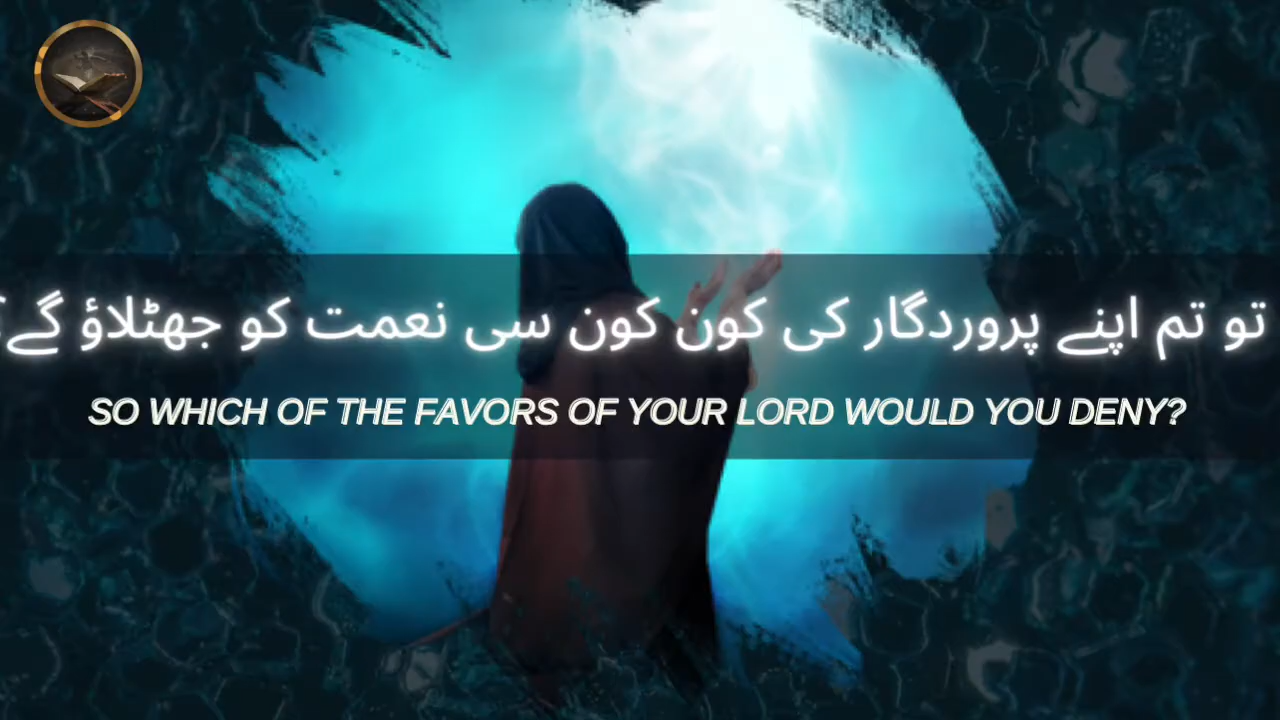 تو تم اپنے پروردگار کی کون کون سی نعمت کو جھٹلاؤ گے؟
SO WHICH OF THE FAVORS OF YOUR LORD WOULD YOU DENY?